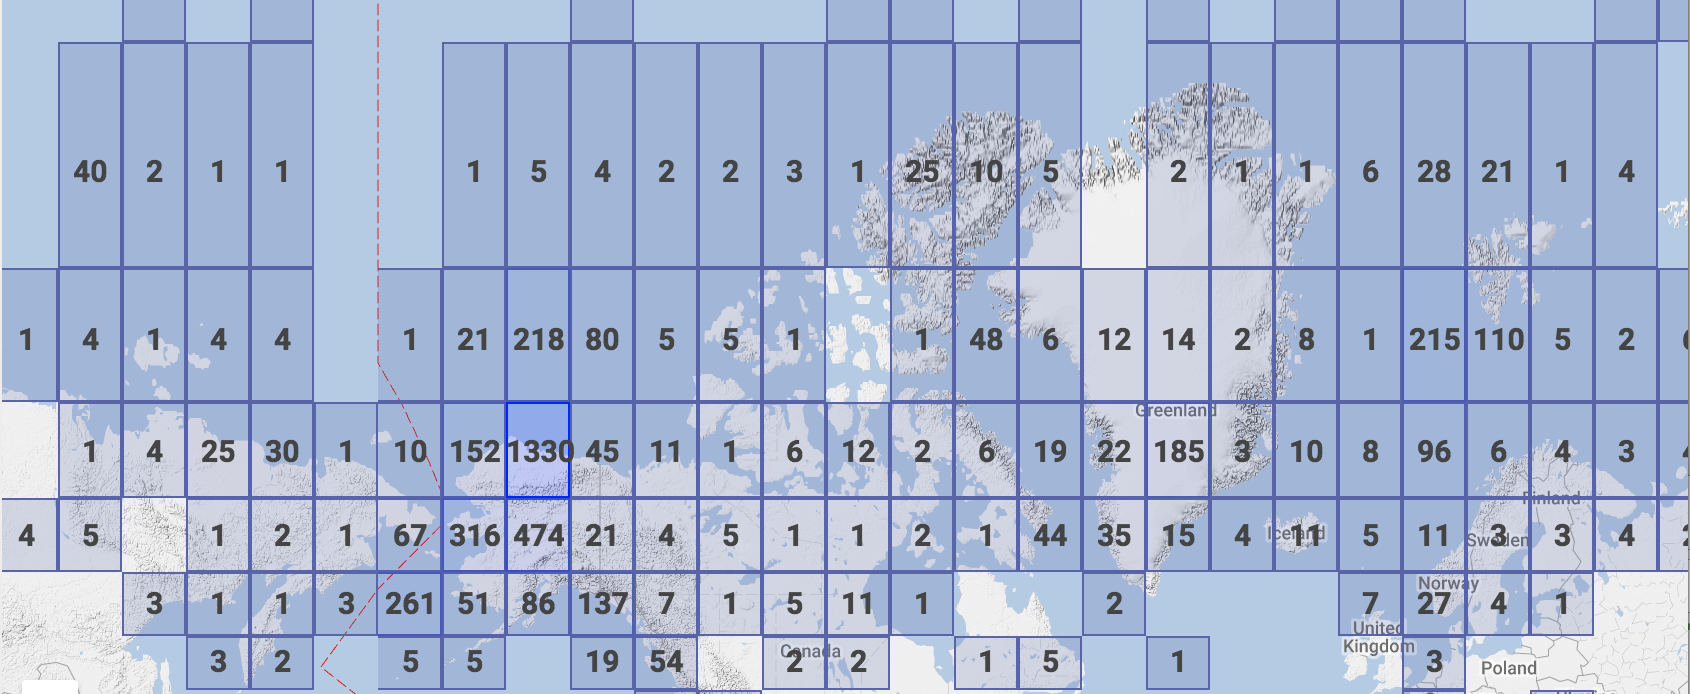 40 2 1 1 1 5 4 2 2 3 1 25 10 5 2 1 1 6 28 21 1 4
1 4 1 4 4 1 21 218 80 5 5 1 1 48 6 12 14 2 8 1 215 110 5 2
Greenland
1 4 25 30 1 10 152 1330 45 11 1 6 12 2 6 19 22 185 3 10 8 96 6 4 3
Finland
4 5 1 2 1 67 316 474 21 4 5 1 1 2 1 44 35 15 4 11 5 11 3 3 4
Iceland Sweden
Norway
3 1 1 3 261 51 86 137 7 1 5 11 1 2 7 27 4 1
United
Kingdom
Canada
3 2 5 5 19 54 2 2 1 5 1 3
Poland